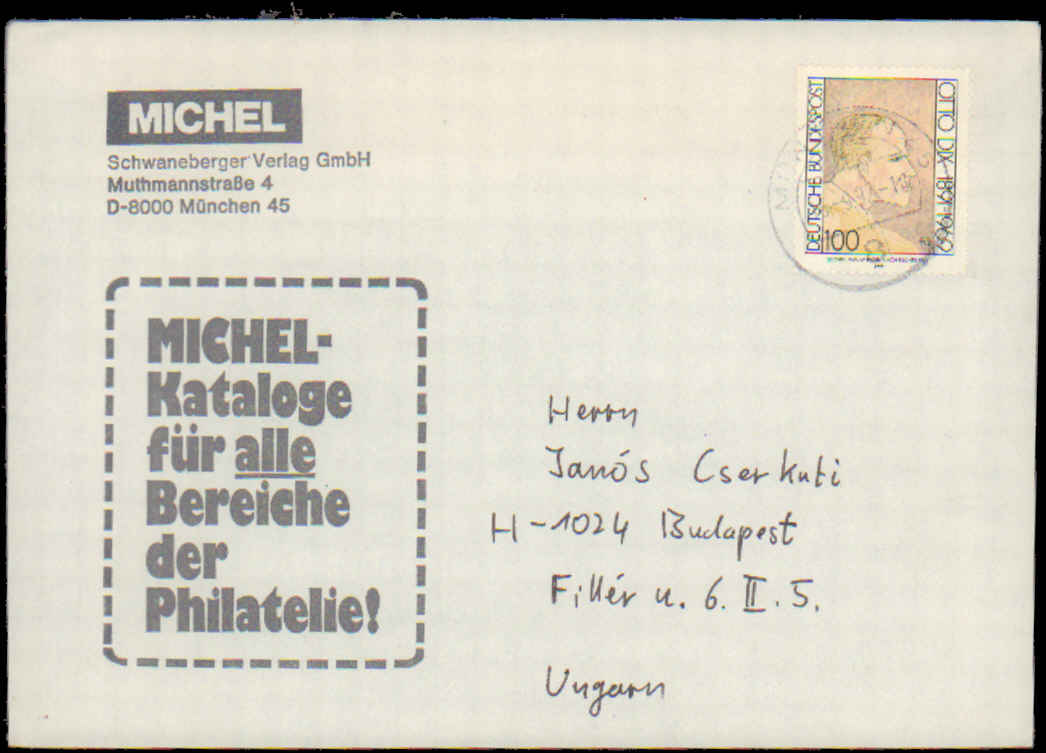 MICHEL
Schwaneberger Verlag GmbH
Muthmannstraße 4
D-8000 München 45
DEUTSCHE BUNDESPOST
100
OTTO DIX 1891-1969
MICHEL-
Kataloge
für alle
Bereiche
der
Philatelie!
Herrn
Janós Cserkuti
H-1024 Budapest
Fillér u. 6. II. 5.
Ungarn